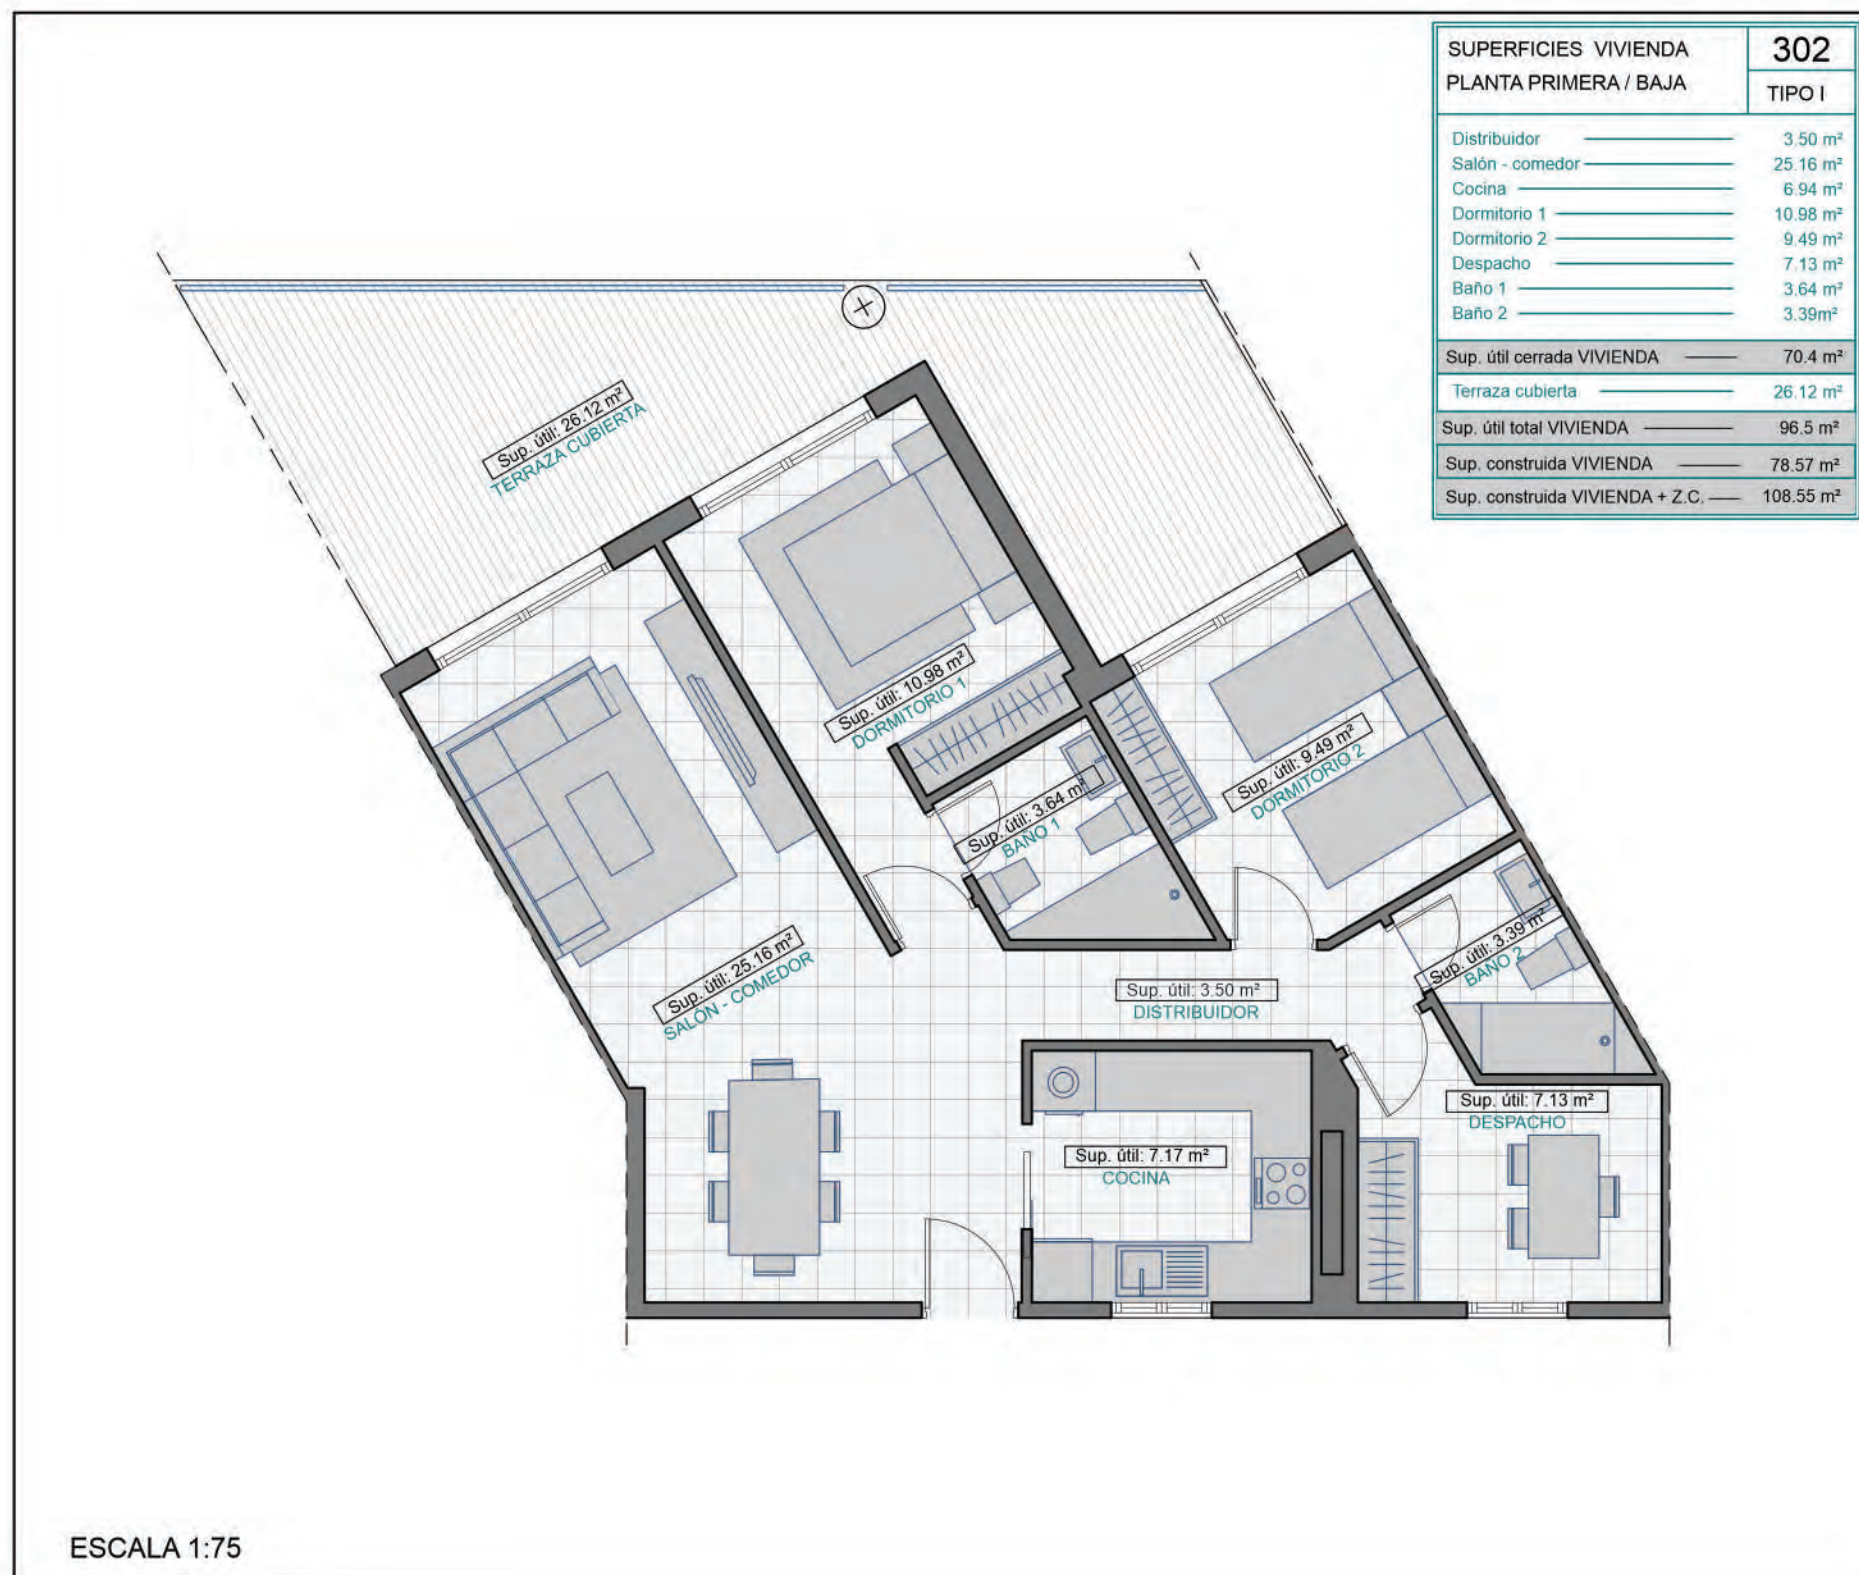 SUPERFICIES VIVIENDA
302
PLANTA PRIMERA / BAJA
TIPO I
Distribuidor 3.50 m²
Salón - comedor 25.16 m²
Cocina 6.94 m²
Dormitorio 1 10.98 m²
Dormitorio 2 9.49 m²
Despacho 7.13 m²
Baño 1 3.64 m²
Baño 2 3.39m²
Sup. útil cerrada VIVIENDA 70.4 m²
Terraza cubierta 26.12 m²
Sup. útil total VIVIENDA 96.5 m²
Sup. construida VIVIENDA 78.57 m²
Sup. construida VIVIENDA + Z.C. 108.55 m²
Sup. útil: 26.12 m²
TERRAZA CUBIERTA
Sup. útil: 10.98 m²
DORMITORIO 1
Sup. útil: 9.49 m²
DORMITORIO 2
Sup. útil: 3.64 m²
BAÑO 1
Sup. útil: 3.39 m²
BAÑO 2
Sup. útil: 25.16 m²
SALÓN - COMEDOR
Sup. útil: 3.50 m²
DISTRIBUIDOR
Sup. útil: 7.13 m²
DESPACHO
Sup. útil: 7.17 m²
COCINA
ESCALA 1:75